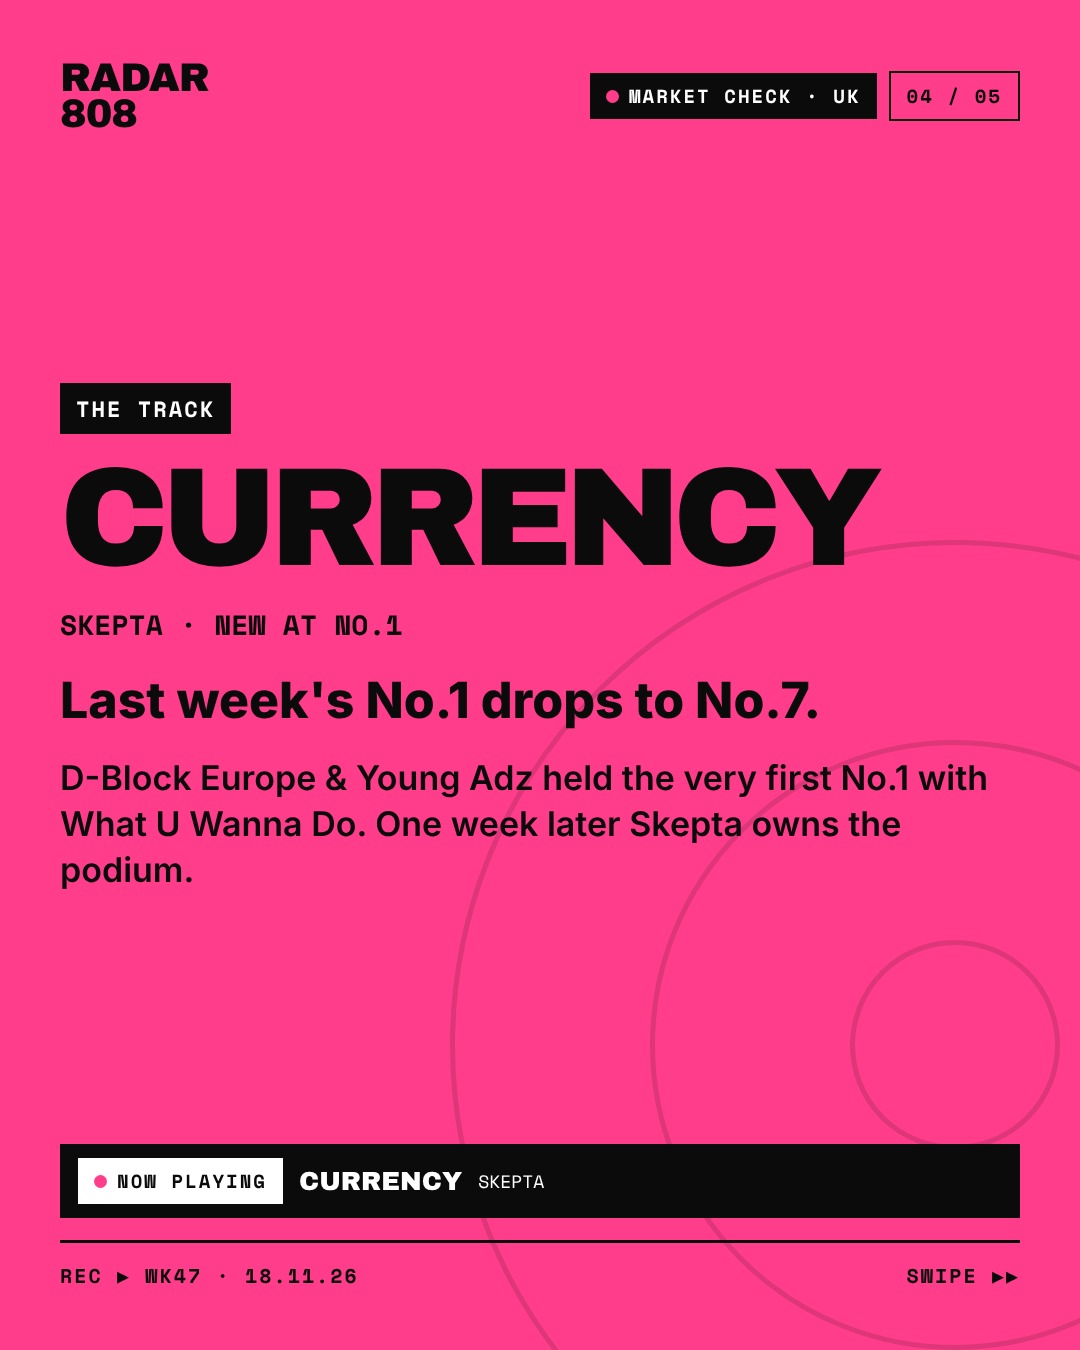 RADAR
808
MARKET CHECK · UK
04 / 05
THE TRACK
CURRENCY
SKEPTA · NEW AT NO.1
Last week's No.1 drops to No.7.
D-Block Europe & Young Adz held the very first No.1 with
What U Wanna Do. One week later Skepta owns the
podium.
NOW PLAYING CURRENCY SKEPTA
REC ▶ WK47 · 18.11.26
SWIPE ▶▶